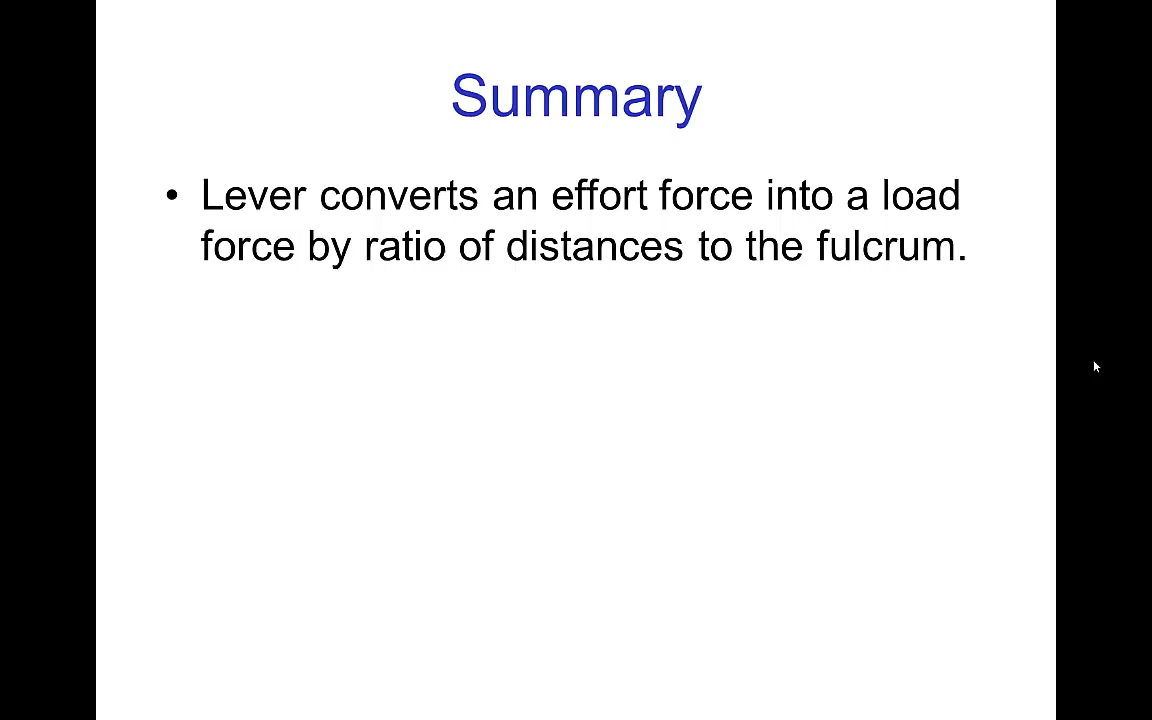 Summary
• Lever converts an effort force into a load
force by ratio of distances to the fulcrum.